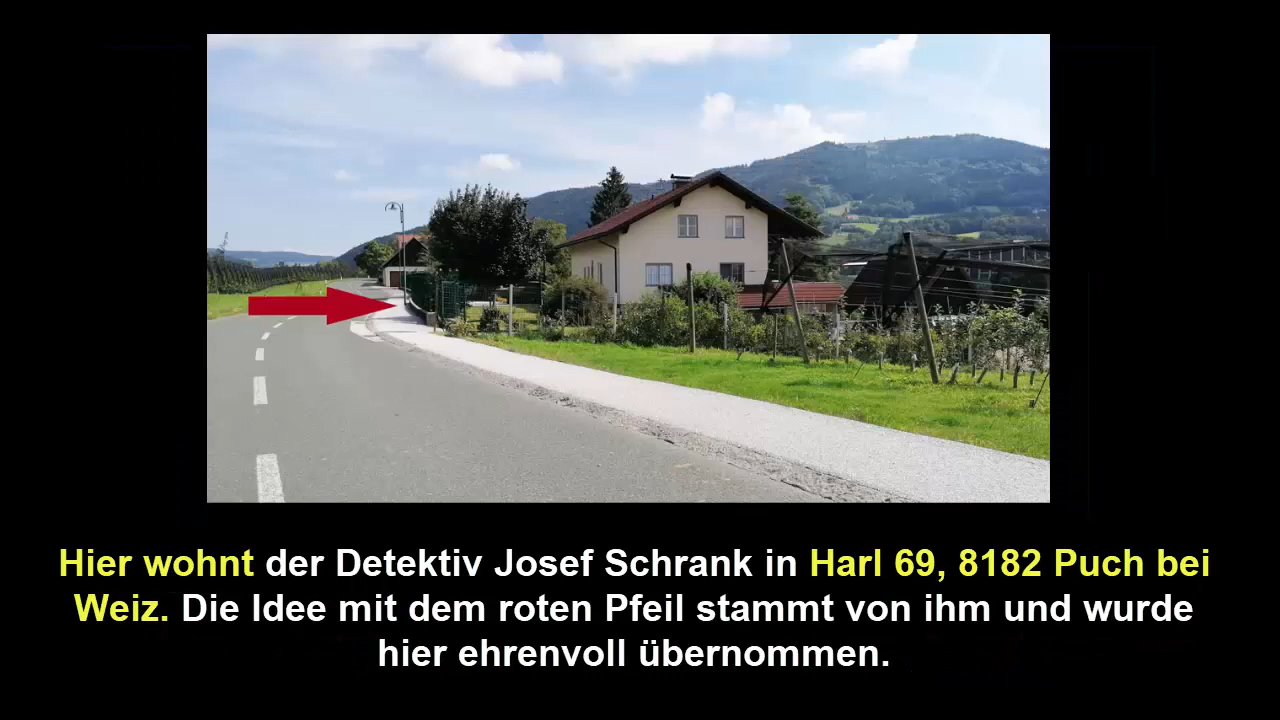 Hier wohnt der Detektiv Josef Schrank in Harl 69, 8182 Puch bei
Weiz. Die Idee mit dem roten Pfeil stammt von ihm und wurde
hier ehrenvoll übernommen.